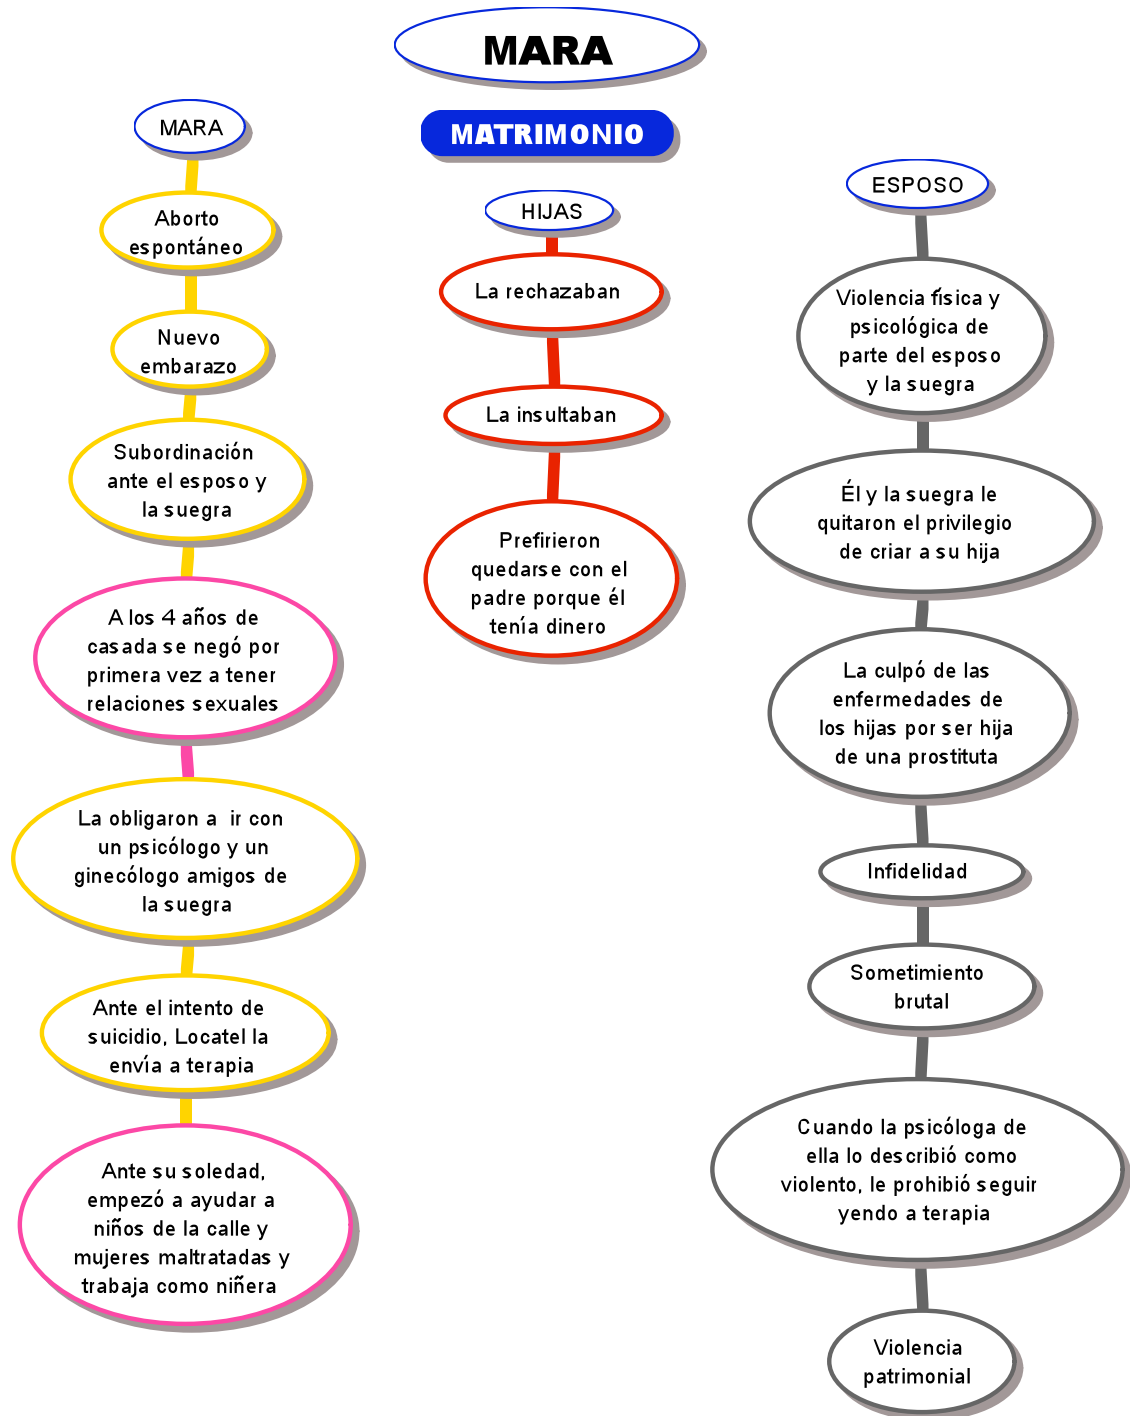 MARA
MATRIMONIO
MARA
Aborto
espontáneo
Nuevo
embarazo
Subordinación
ante el esposo y
la suegra
A los 4 años de
casada se negó por
primera vez a tener
relaciones sexuales
La obligaron a ir con
un psicólogo y un
ginecólogo amigos de
la suegra
Ante el intento de
suicidio, Locatel la
envía a terapia
Ante su soledad,
empezó a ayudar a
niños de la calle y
mujeres maltratadas y
trabaja como niñera
HIJAS
La rechazaban
La insultaban
Prefirieron
quedarse con el
padre porque él
tenía dinero
ESPOSO
Violencia física y
psicológica de
parte del esposo
y la suegra
Él y la suegra le
quitaron el privilegio
de criar a su hija
La culpó de las
enfermedades de
los hijas por ser hija
de una prostituta
Infidelidad
Sometimiento
brutal
Cuando la psicóloga de
ella lo describió como
violento, le prohibió seguir
yendo a terapia
Violencia
patrimonial